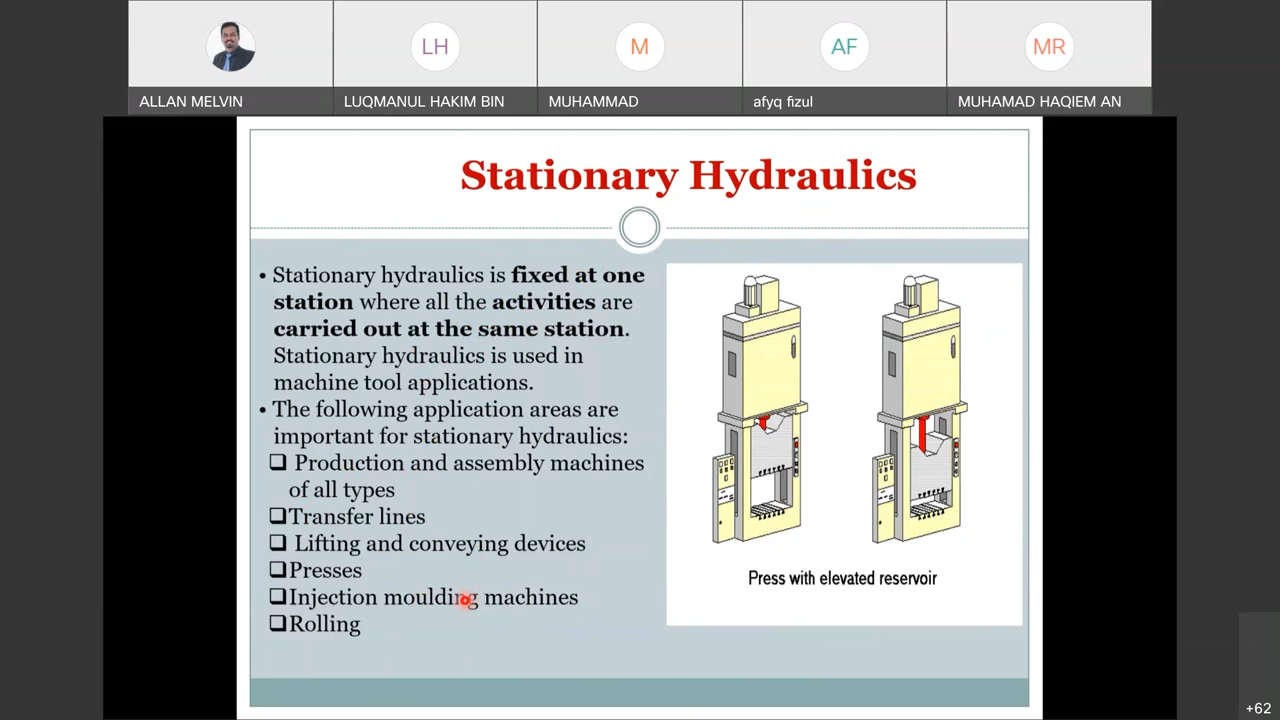 LH
M
AF
MR
ALLAN MELVIN
LUQMANUL HAKIM BIN
MUHAMMAD
afyq fizul
MUHAMAD HAQIEM AN
Stationary Hydraulics
• Stationary hydraulics is fixed at one
station where all the activities are
carried out at the same station.
Stationary hydraulics is used in
machine tool applications.
• The following application areas are
important for stationary hydraulics:
❑ Production and assembly machines
of all types
❑Transfer lines
❑ Lifting and conveying devices
❑Presses
❑Injection moulding machines
❑Rolling
Press with elevated reservoir
+62